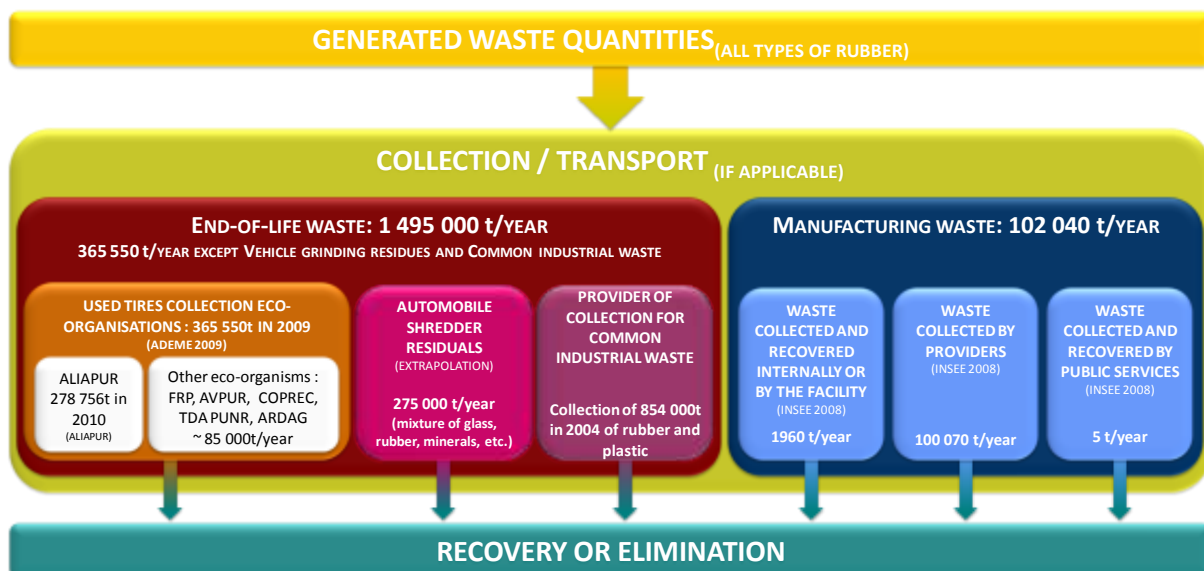 GENERATED WASTE QUANTITIES (ALL TYPES OF RUBBER)
COLLECTION / TRANSPORT (IF APPLICABLE)
END-OF-LIFE WASTE: 1 495 000 T/YEAR
365 550 T/YEAR EXCEPT VEHICLE GRINDING RESIDUES AND COMMON INDUSTRIAL WASTE
USED TIRES COLLECTION ECO-
ORGANISATIONS : 365 550t IN 2009
(ADEME 2009)
ALIAPUR
278 756t in
2010
(ALIAPUR)
Other eco-organisms :
FRP, AVPUR, COPREC,
TDA PUNR, ARDAG
~ 85 000t/year
AUTOMOBILE
SHREDDER
RESIDUALS
(EXTRAPOLATION)
275 000 t/year
(mixture of glass,
rubber, minerals, etc.)
PROVIDER OF
COLLECTION FOR
COMMON
INDUSTRIAL WASTE
Collection of 854 000t
in 2004 of rubber and
plastic
MANUFACTURING WASTE: 102 040 T/YEAR
WASTE
COLLECTED AND
RECOVERED
INTERNALLY OR
BY THE FACILITY
(INSEE 2008)
1960 t/year
WASTE
COLLECTED BY
PROVIDERS
(INSEE 2008)
100 070 t/year
WASTE
COLLECTED AND
RECOVERED BY
PUBLIC SERVICES
(INSEE 2008)
5 t/year
RECOVERY OR ELIMINATION